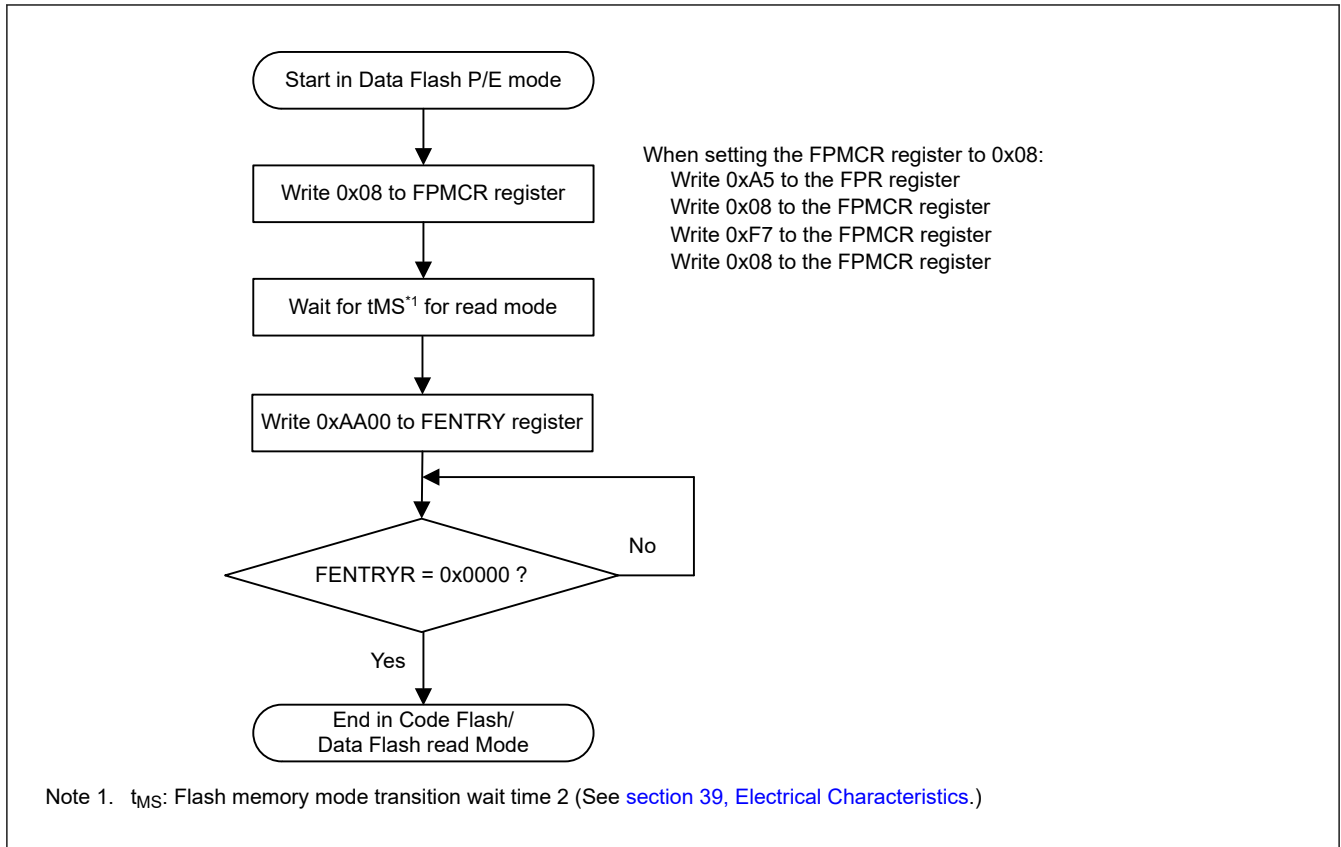 Start in Data Flash P/E mode
Write 0x08 to FPMCR register
When setting the FPMCR register to 0x08:
Write 0xA5 to the FPR register
Write 0x08 to the FPMCR register
Write 0xF7 to the FPMCR register
Write 0x08 to the FPMCR register
Wait for tMS*1 for read mode
Write 0xAA00 to FENTRY register
No
FENTRYR = 0x0000 ?
Yes
End in Code Flash/
Data Flash read Mode
Note 1. tMS: Flash memory mode transition wait time 2 (See section 39, Electrical Characteristics.)